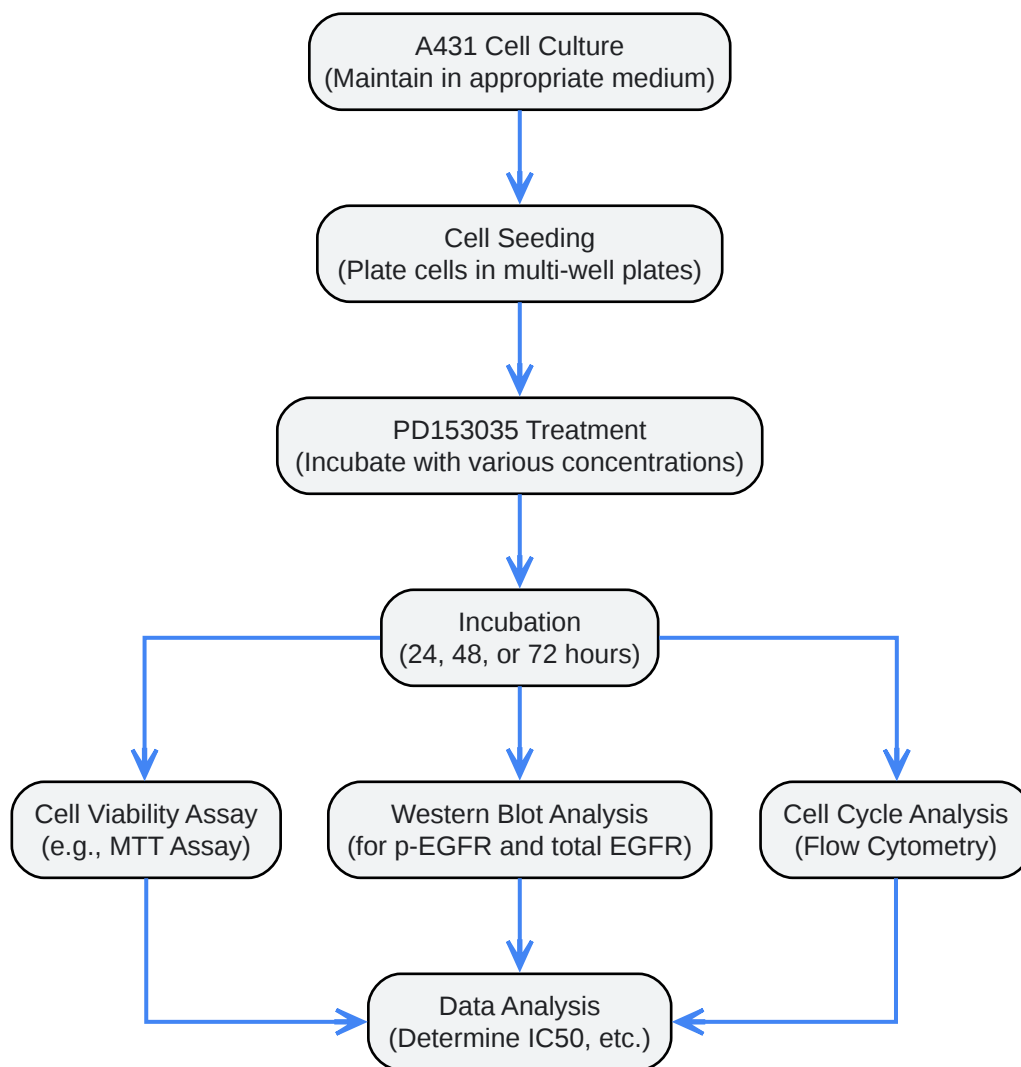 A431 Cell Culture
(Maintain in appropriate medium)
Cell Seeding
(Plate cells in multi-well plates)
PD153035 Treatment
(Incubate with various concentrations)
Incubation
(24, 48, or 72 hours)
Cell Viability Assay
(e.g., MTT Assay)
Western Blot Analysis
(for p-EGFR and total EGFR)
Cell Cycle Analysis
(Flow Cytometry)
Data Analysis
(Determine IC50, etc.)